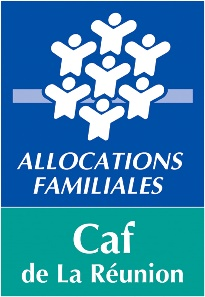 ALLOCATIONS
FAMILIALES
Caf
de La Réunion